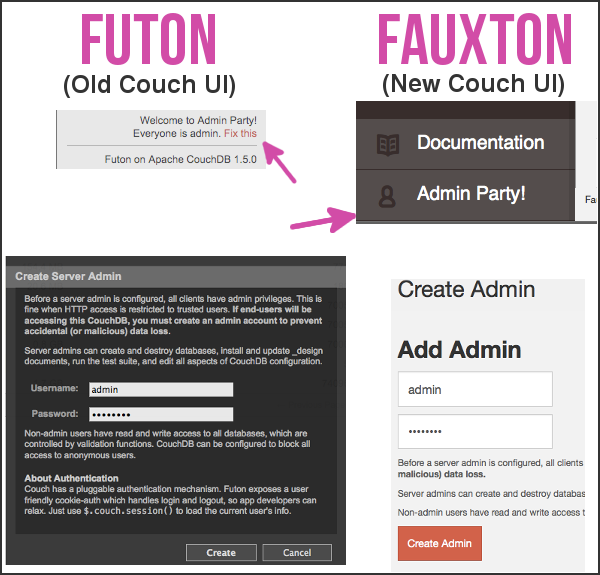 FUTON
(Old Couch UI)
Welcome to Admin Party!
Everyone is admin. Fix this
Futon on Apache CouchDB 1.5.0
FAUXTON
(New Couch UI)
Documentation
Admin Party!
Fa
Create Server Admin
Before a server admin is configured, all clients have admin privileges. This is
fine when HTTP access is restricted to trusted users. If end-users will be
accessing this CouchDB, you must create an admin account to prevent
accidental (or malicious) data loss.
Server admins can create and destroy databases, install and update _design
documents, run the test suite, and edit all aspects of CouchDB configuration.
Username: admin
Password: ••••••••
Non-admin users have read and write access to all databases, which are
controlled by validation functions. CouchDB can be configured to block all
access to anonymous users.
About Authentication
Couch has a pluggable authentication mechanism. Futon exposes a user
friendly cookie-auth which handles login and logout, so app developers can
relax. Just use $.couch.session() to load the current user's info.
Create Cancel
Create Admin
Add Admin
admin
••••••••
Before a server admin is configured, all clients
malicious) data loss.
Server admins can create and destroy databas
Non-admin users have read and write access t
Create Admin